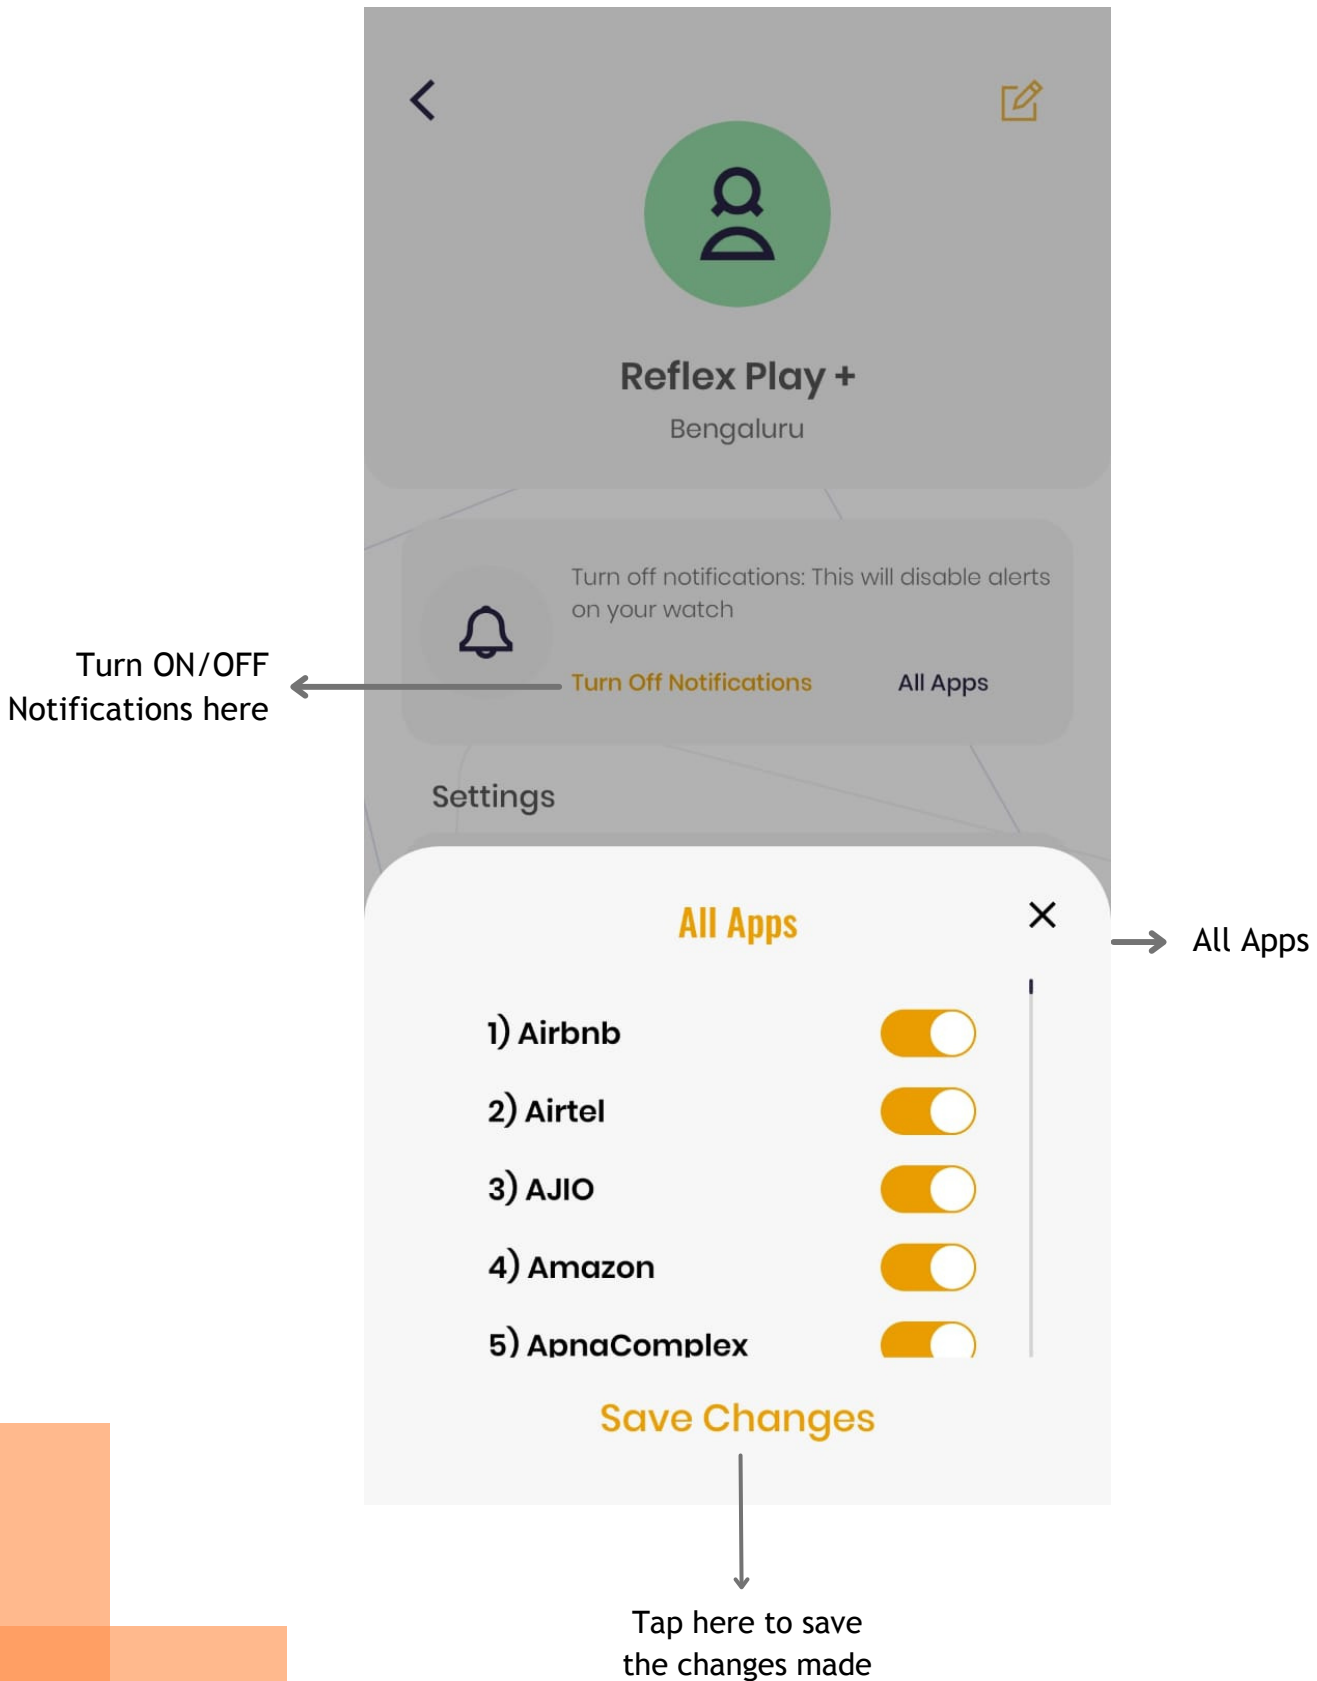 Reflex Play +
Bengaluru
Turn off notifications: This will disable alerts
on your watch
Turn Off Notifications
All Apps
Turn ON/OFF
Notifications here
Settings
All Apps
All Apps
1) Airbnb
2) Airtel
3) AJIO
4) Amazon
5) ApnaComplex
Save Changes
Tap here to save
the changes made